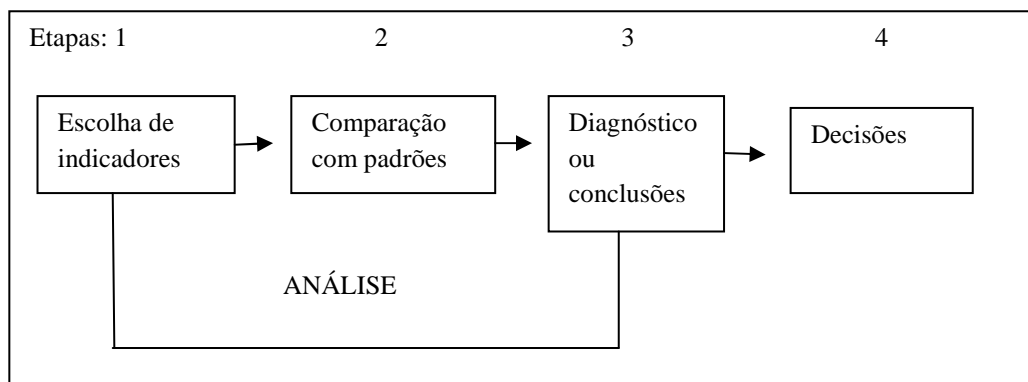 Etapas: 1 2 3 4
Escolha de
indicadores
Comparação
com padrões
Diagnóstico
ou
conclusões
Decisões
ANÁLISE